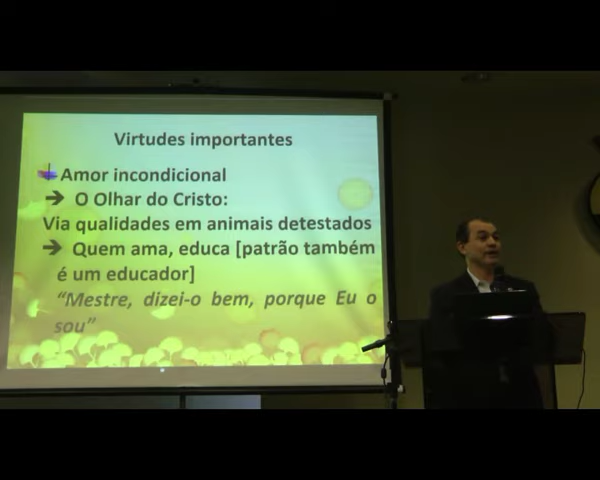 Virtudes importantes
Amor incondicional
➔ O Olhar do Cristo:
Via qualidades em animais detestados
➔ Quem ama, educa [patrão também
é um educador]
“Mestre, dizei-o bem, porque Eu o
sou”